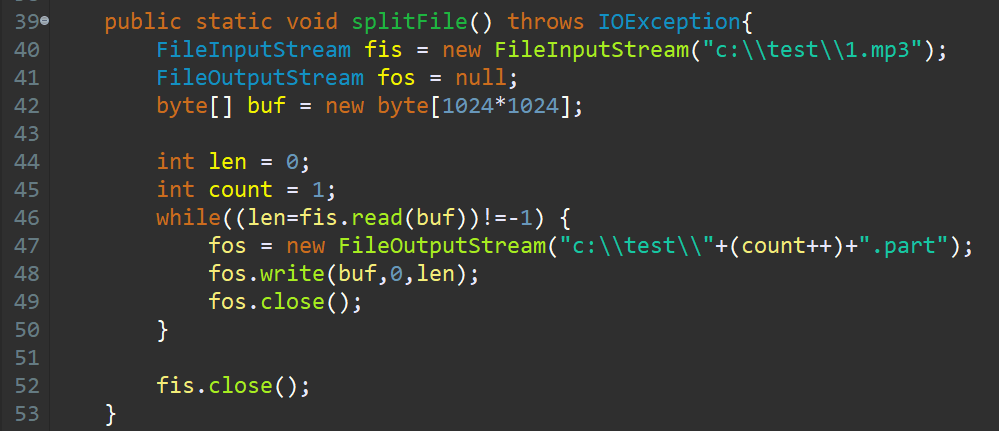 39 public static void splitFile() throws IOException{
40 FileInputStream fis = new FileInputStream("c:\\test\\1.mp3");
41 FileOutputStream fos = null;
42 byte[] buf = new byte[1024*1024];
43
44 int len = 0;
45 int count = 1;
46 while((len=fis.read(buf))!=-1) {
47 fos = new FileOutputStream("c:\\test\\"+(count++)+".part");
48 fos.write(buf,0,len);
49 fos.close();
50 }
51
52 fis.close();
53 }